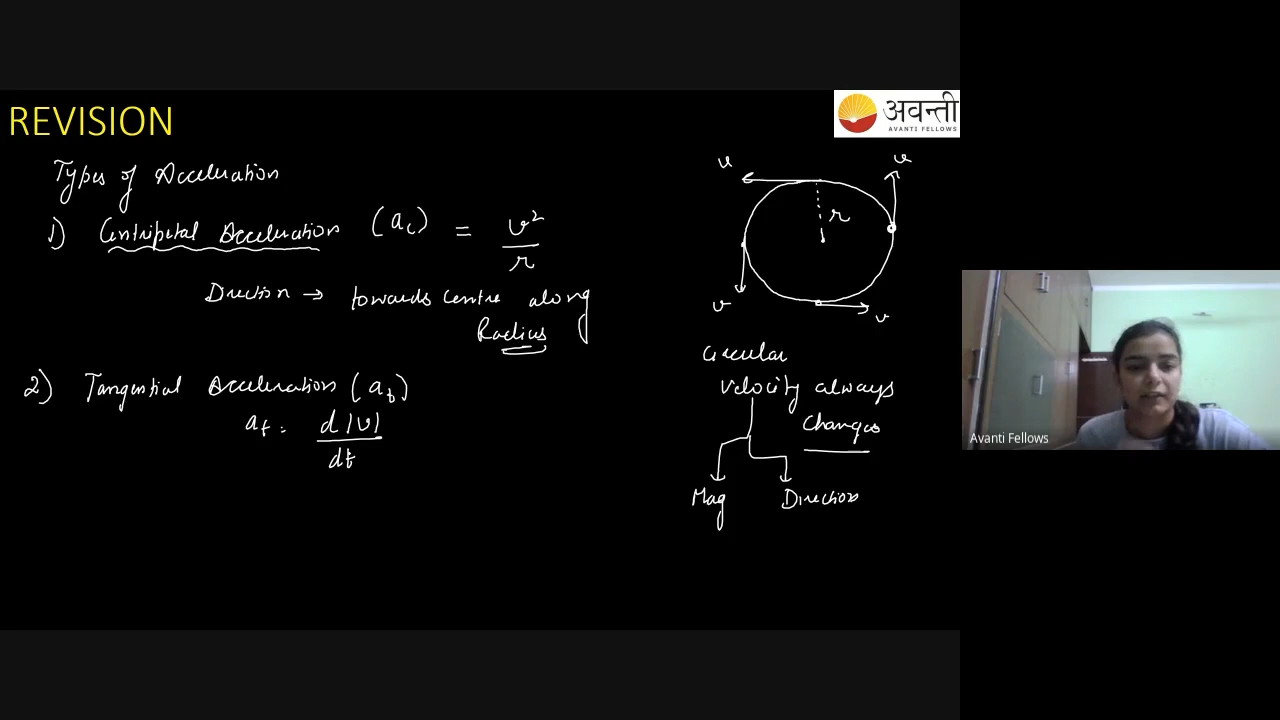 REVISION
अवन्ती
AVANTI FELLOWS
Types of Acceleration
1) Centripetal Acceleration (ac) = v²/r
Direction → towards centre along
Radius
2) Tangential Acceleration (at)
at = d|v|/dt
v
v
r
v
v
circular
velocity always
changes
Mag
Direction
Avanti Fellows